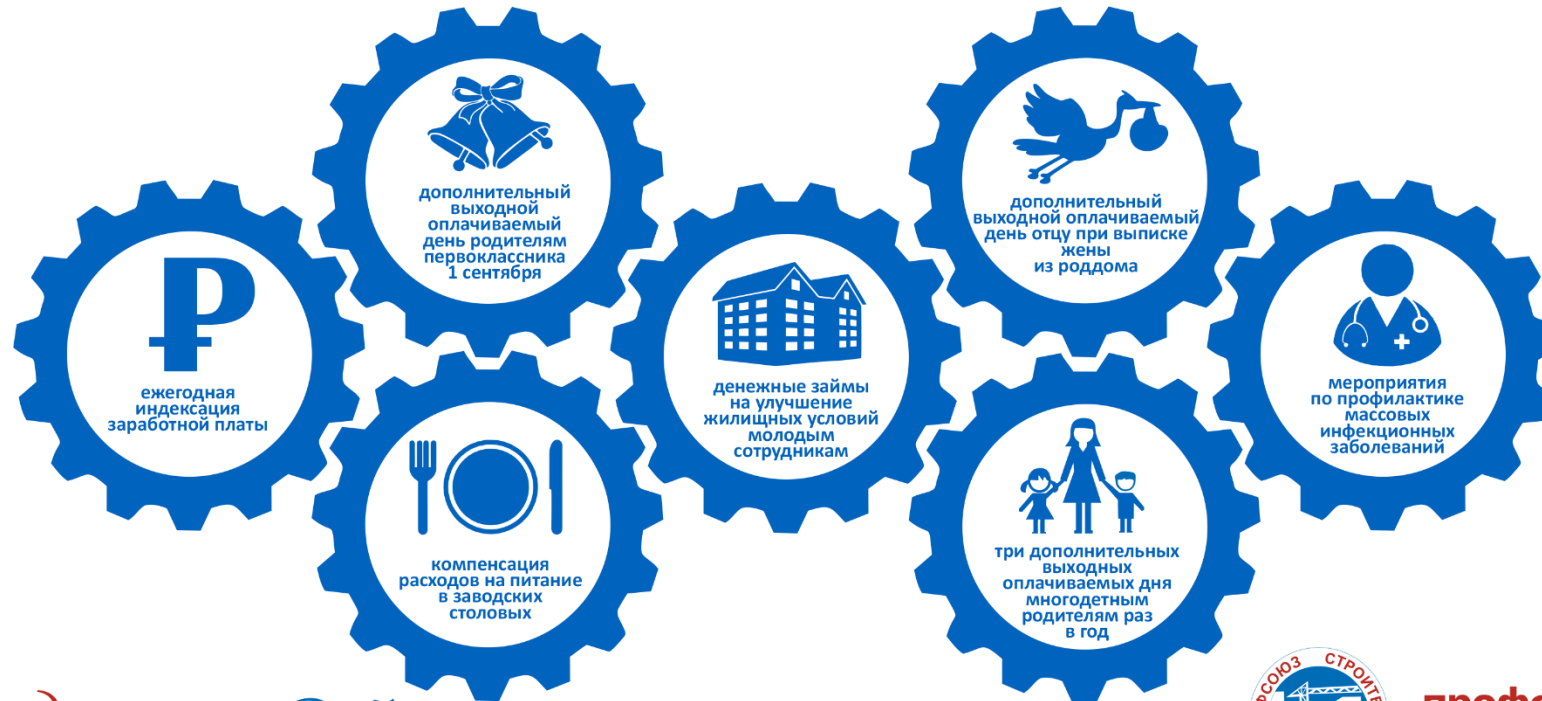 дополнительный
выходной
оплачиваемый
день родителям
первоклассника
1 сентября
дополнительный
выходной оплачиваемый
день отцу при выписке
жены
из роддома
ежегодная
индексация
заработной платы
денежные займы
на улучшение
жилищных условий
молодым
сотрудникам
мероприятия
по профилактике
массовых
инфекционных
заболеваний
компенсация
расходов на питание
в заводских
столовых
три дополнительных
выходных
оплачиваемых дня
многодетным
родителям раз
в год